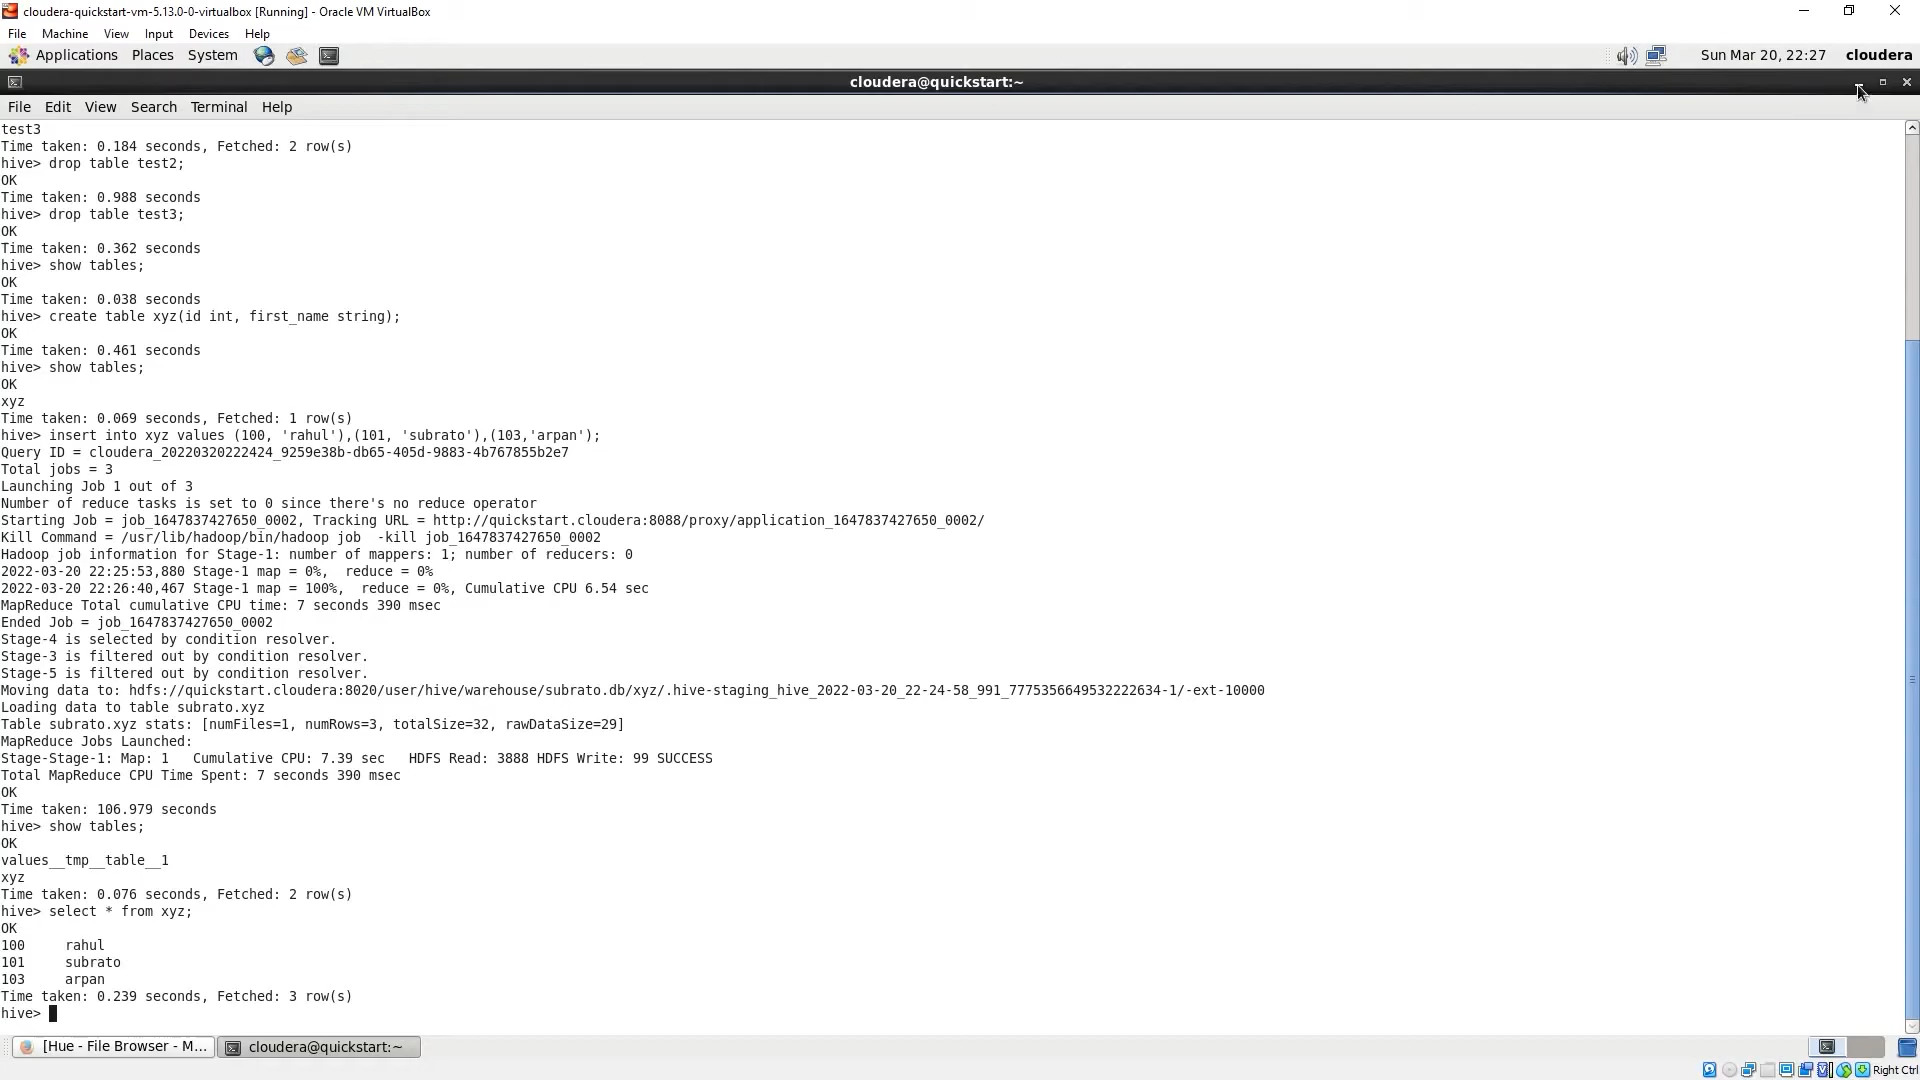 cloudera-quickstart-vm-5.13.0-0-virtualbox [Running] - Oracle VM VirtualBox
File Machine View Input Devices Help
Applications Places System Sun Mar 20, 22:27 cloudera
cloudera@quickstart:~
File Edit View Search Terminal Help
test3
Time taken: 0.184 seconds, Fetched: 2 row(s)
hive> drop table test2;
OK
Time taken: 0.988 seconds
hive> drop table test3;
OK
Time taken: 0.362 seconds
hive> show tables;
OK
Time taken: 0.038 seconds
hive> create table xyz(id int, first_name string);
OK
Time taken: 0.461 seconds
hive> show tables;
OK
xyz
Time taken: 0.069 seconds, Fetched: 1 row(s)
hive> insert into xyz values (100, 'rahul'),(101, 'subrato'),(103,'arpan');
Query ID = cloudera_20220320222424_9259e38b-db65-405d-9883-4b767855b2e7
Total jobs = 3
Launching Job 1 out of 3
Number of reduce tasks is set to 0 since there's no reduce operator
Starting Job = job_1647837427650_0002, Tracking URL = http://quickstart.cloudera:8088/proxy/application_1647837427650_0002/
Kill Command = /usr/lib/hadoop/bin/hadoop job  -kill job_1647837427650_0002
Hadoop job information for Stage-1: number of mappers: 1; number of reducers: 0
2022-03-20 22:25:53,880 Stage-1 map = 0%,  reduce = 0%
2022-03-20 22:26:40,467 Stage-1 map = 100%,  reduce = 0%, Cumulative CPU 6.54 sec
MapReduce Total cumulative CPU time: 7 seconds 390 msec
Ended Job = job_1647837427650_0002
Stage-4 is selected by condition resolver.
Stage-3 is filtered out by condition resolver.
Stage-5 is filtered out by condition resolver.
Moving data to: hdfs://quickstart.cloudera:8020/user/hive/warehouse/subrato.db/xyz/.hive-staging_hive_2022-03-20_22-24-58_991_7775356649532222634-1/-ext-10000
Loading data to table subrato.xyz
Table subrato.xyz stats: [numFiles=1, numRows=3, totalSize=32, rawDataSize=29]
MapReduce Jobs Launched:
Stage-Stage-1: Map: 1   Cumulative CPU: 7.39 sec   HDFS Read: 3888 HDFS Write: 99 SUCCESS
Total MapReduce CPU Time Spent: 7 seconds 390 msec
OK
Time taken: 106.979 seconds
hive> show tables;
OK
values__tmp__table__1
xyz
Time taken: 0.076 seconds, Fetched: 2 row(s)
hive> select * from xyz;
OK
100     rahul
101     subrato
103     arpan
Time taken: 0.239 seconds, Fetched: 3 row(s)
hive>
[Hue - File Browser - M... cloudera@quickstart:~
Right Ctrl